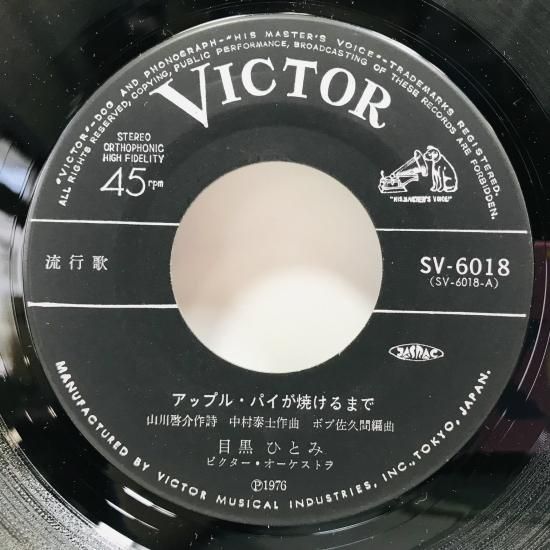 "VICTOR"–DOG AND PHONOGRAPH–"HIS MASTER'S VOICE"–TRADEMARKS REGISTERED.
ALL RIGHTS RESERVED, COPYING, PUBLIC PERFORMANCE, BROADCASTING OF THESE RECORDS ARE FORBIDDEN.
VICTOR
STEREO
ORTHOPHONIC
HIGH FIDELITY
45 rpm
"HIS MASTER'S VOICE"
流行歌
SV-6018
(SV-6018-A)
JASRAC
アップル・パイが焼けるまで
山川啓介作詩 中村泰士作曲 ボブ佐久間編曲
目黒 ひとみ
ビクター・オーケストラ
Ⓟ1976
MANUFACTURED BY VICTOR MUSICAL INDUSTRIES, INC., TOKYO, JAPAN.